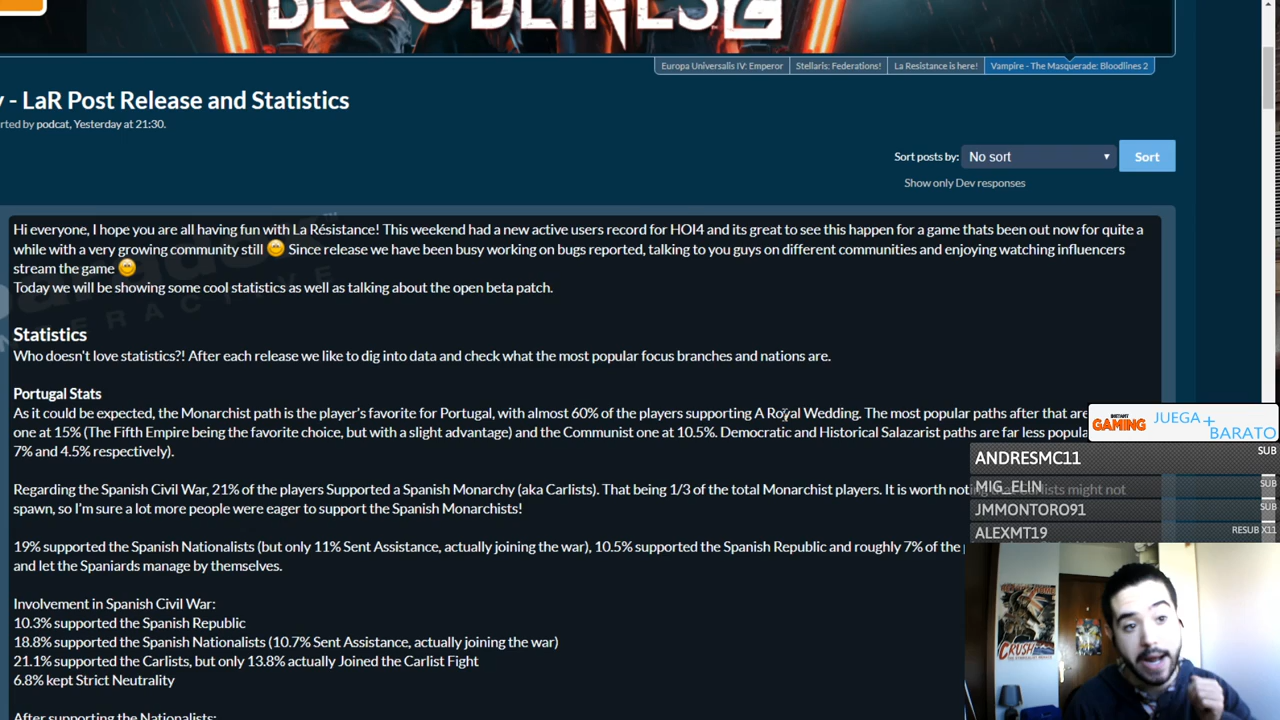 BLOODLINES 2
Europa Universalis IV: Emperor
Stellaris: Federations!
La Resistance is here!
Vampire - The Masquerade: Bloodlines 2
- LaR Post Release and Statistics
rted by podcat, Yesterday at 21:30.
Sort posts by:
No sort
Sort
Show only Dev responses
Hi everyone, I hope you are all having fun with La Résistance! This weekend had a new active users record for HOI4 and its great to see this happen for a game thats been out now for quite a
while with a very growing community still Since release we have been busy working on bugs reported, talking to you guys on different communities and enjoying watching influencers
stream the game
Today we will be showing some cool statistics as well as talking about the open beta patch.
Statistics
Who doesn't love statistics?! After each release we like to dig into data and check what the most popular focus branches and nations are.
Portugal Stats
As it could be expected, the Monarchist path is the player's favorite for Portugal, with almost 60% of the players supporting A Royal Wedding. The most popular paths after that are
one at 15% (The Fifth Empire being the favorite choice, but with a slight advantage) and the Communist one at 10.5%. Democratic and Historical Salazarist paths are far less popula
7% and 4.5% respectively).
Regarding the Spanish Civil War, 21% of the players Supported a Spanish Monarchy (aka Carlists). That being 1/3 of the total Monarchist players. It is worth not Carlists might not
spawn, so I'm sure a lot more people were eager to support the Spanish Monarchists!
19% supported the Spanish Nationalists (but only 11% Sent Assistance, actually joining the war), 10.5% supported the Spanish Republic and roughly 7% of the
and let the Spaniards manage by themselves.
Involvement in Spanish Civil War:
10.3% supported the Spanish Republic
18.8% supported the Spanish Nationalists (10.7% Sent Assistance, actually joining the war)
21.1% supported the Carlists, but only 13.8% actually Joined the Carlist Fight
6.8% kept Strict Neutrality
After supporting the Nationalists:
INSTANT GAMING
JUEGA +
BARATO
ANDRESMC11 SUB
MIG_ELIN SUB
JMMONTORO91 SUB
ALEXMT19 RESUB X11
CRUSH